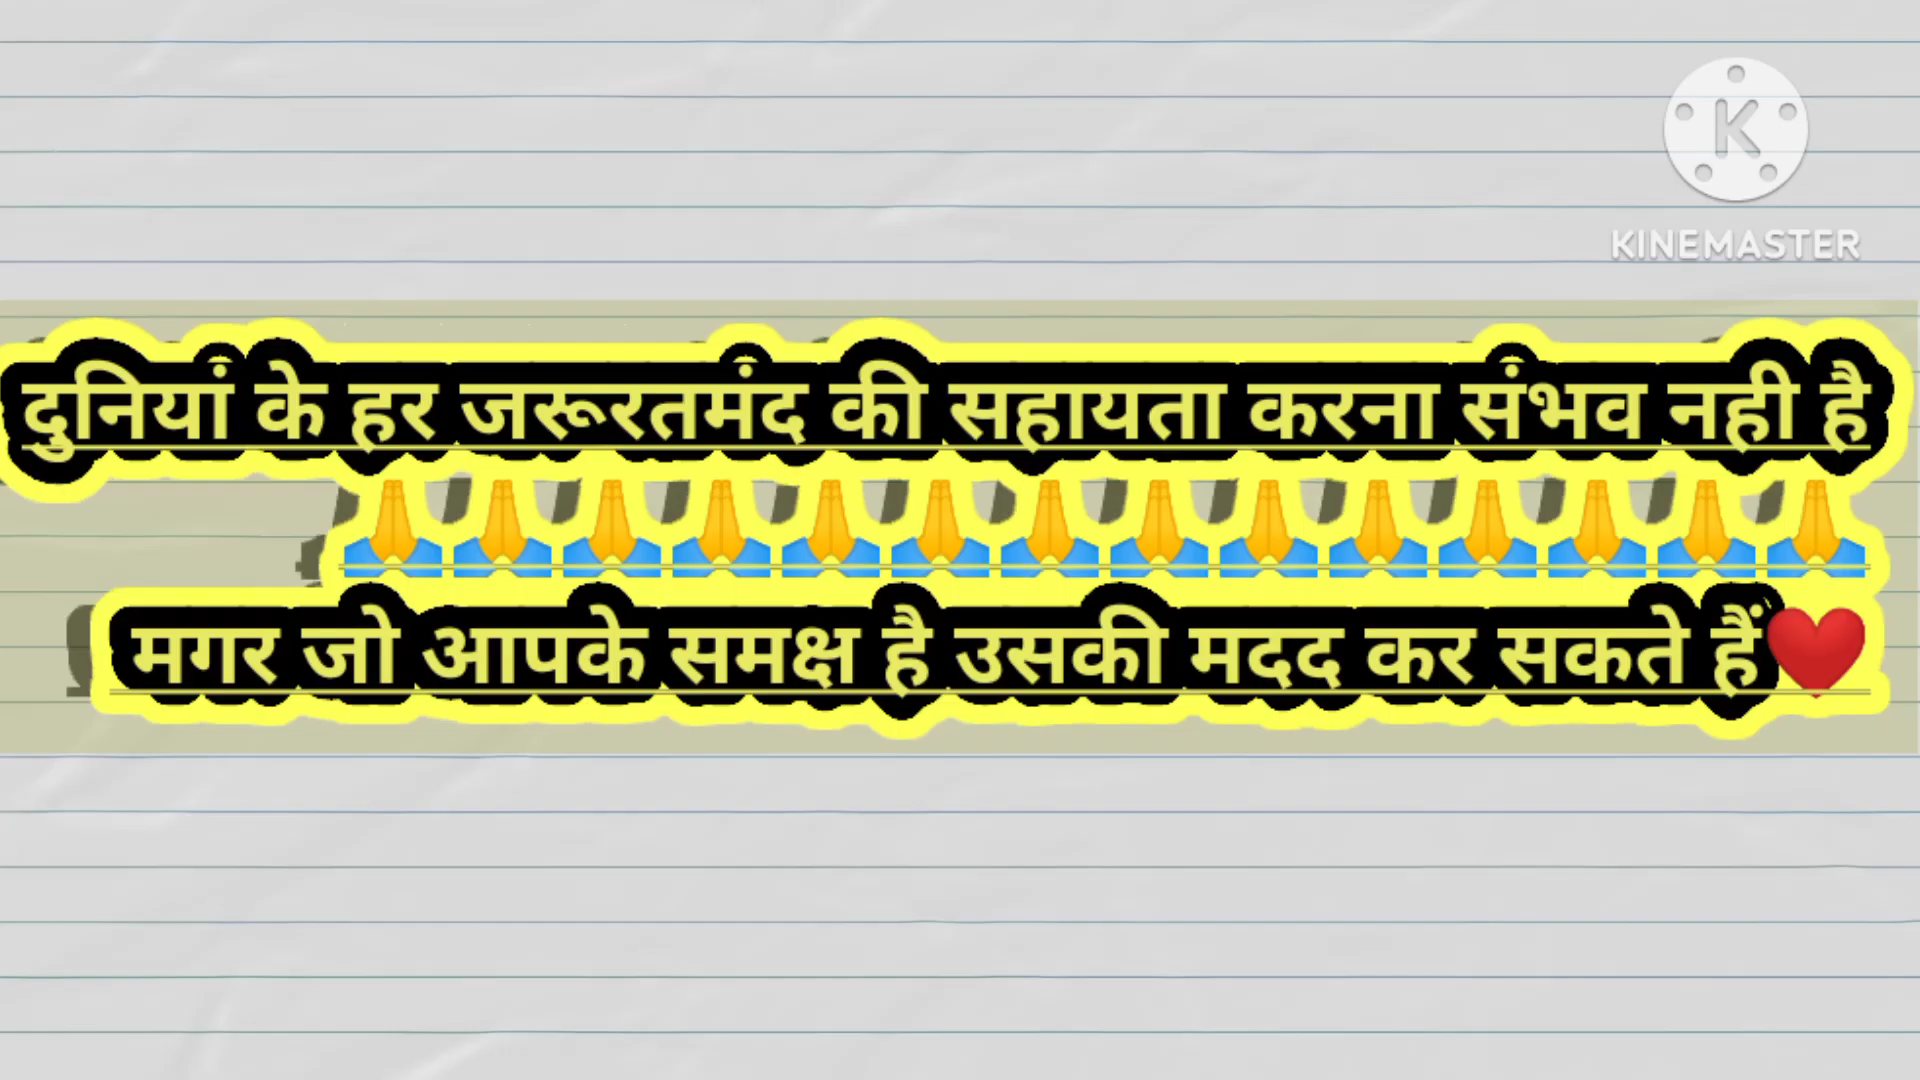 KINEMASTER
दुनियां के हर जरूरतमंद की सहायता करना संभव नही है
🙏🙏🙏🙏🙏🙏🙏🙏🙏🙏🙏🙏🙏🙏
मगर जो आपके समक्ष है उसकी मदद कर सकते हैं❤️